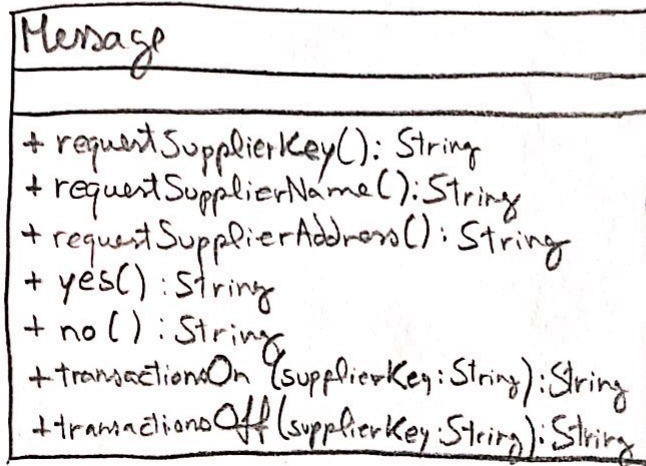 Message
+ requestSupplierKey(): String
+ requestSupplierName(): String
+ requestSupplierAddress() : String
+ yes() : String
+ no() : String
+ transactionsOn (supplierKey: String): String
+ transactionsOff (supplierKey: String): String